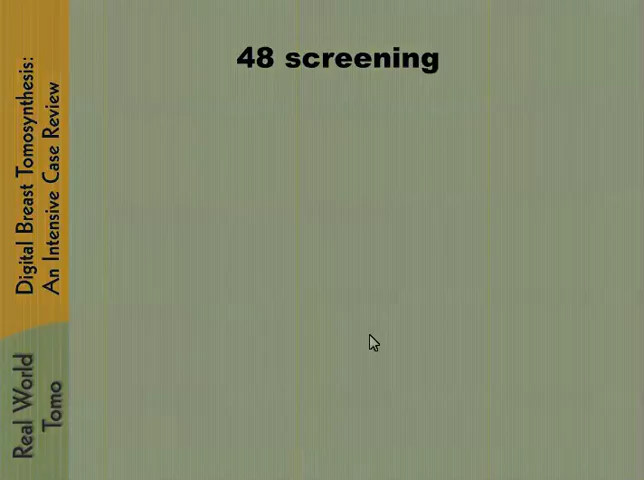 48 screening
Digital Breast Tomosynthesis:
An Intensive Case Review
Real World
Tomo